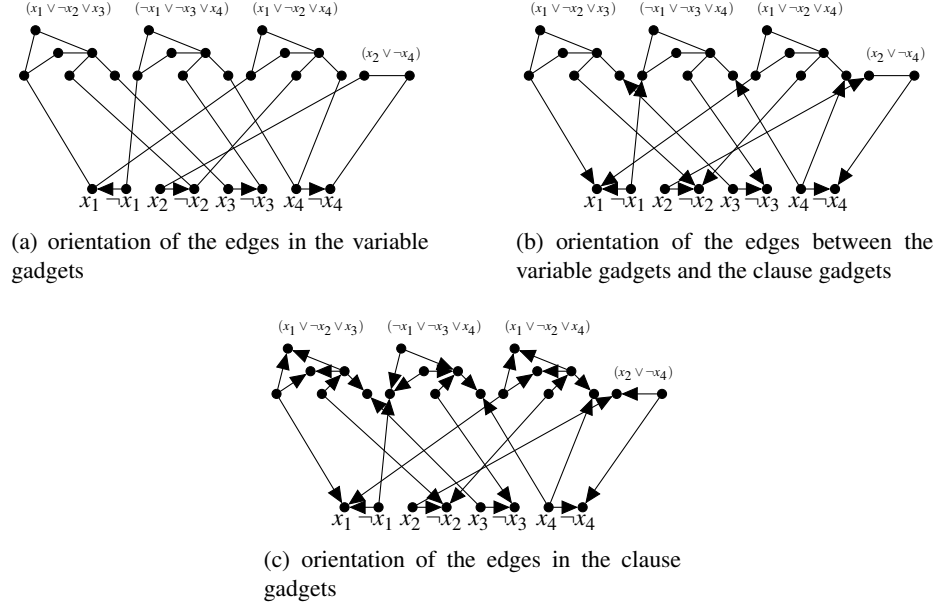 (x₁ ∨ ¬x₂ ∨ x₃) (¬x₁ ∨ ¬x₃ ∨ x₄) (x₁ ∨ ¬x₂ ∨ x₄)
(x₂ ∨ ¬x₄)
x₁ ¬x₁ x₂ ¬x₂ x₃ ¬x₃ x₄ ¬x₄
(a) orientation of the edges in the variable
gadgets
(x₁ ∨ ¬x₂ ∨ x₃) (¬x₁ ∨ ¬x₃ ∨ x₄) (x₁ ∨ ¬x₂ ∨ x₄)
(x₂ ∨ ¬x₄)
x₁ ¬x₁ x₂ ¬x₂ x₃ ¬x₃ x₄ ¬x₄
(b) orientation of the edges between the
variable gadgets and the clause gadgets
(x₁ ∨ ¬x₂ ∨ x₃) (¬x₁ ∨ ¬x₃ ∨ x₄) (x₁ ∨ ¬x₂ ∨ x₄)
(x₂ ∨ ¬x₄)
x₁ ¬x₁ x₂ ¬x₂ x₃ ¬x₃ x₄ ¬x₄
(c) orientation of the edges in the clause
gadgets